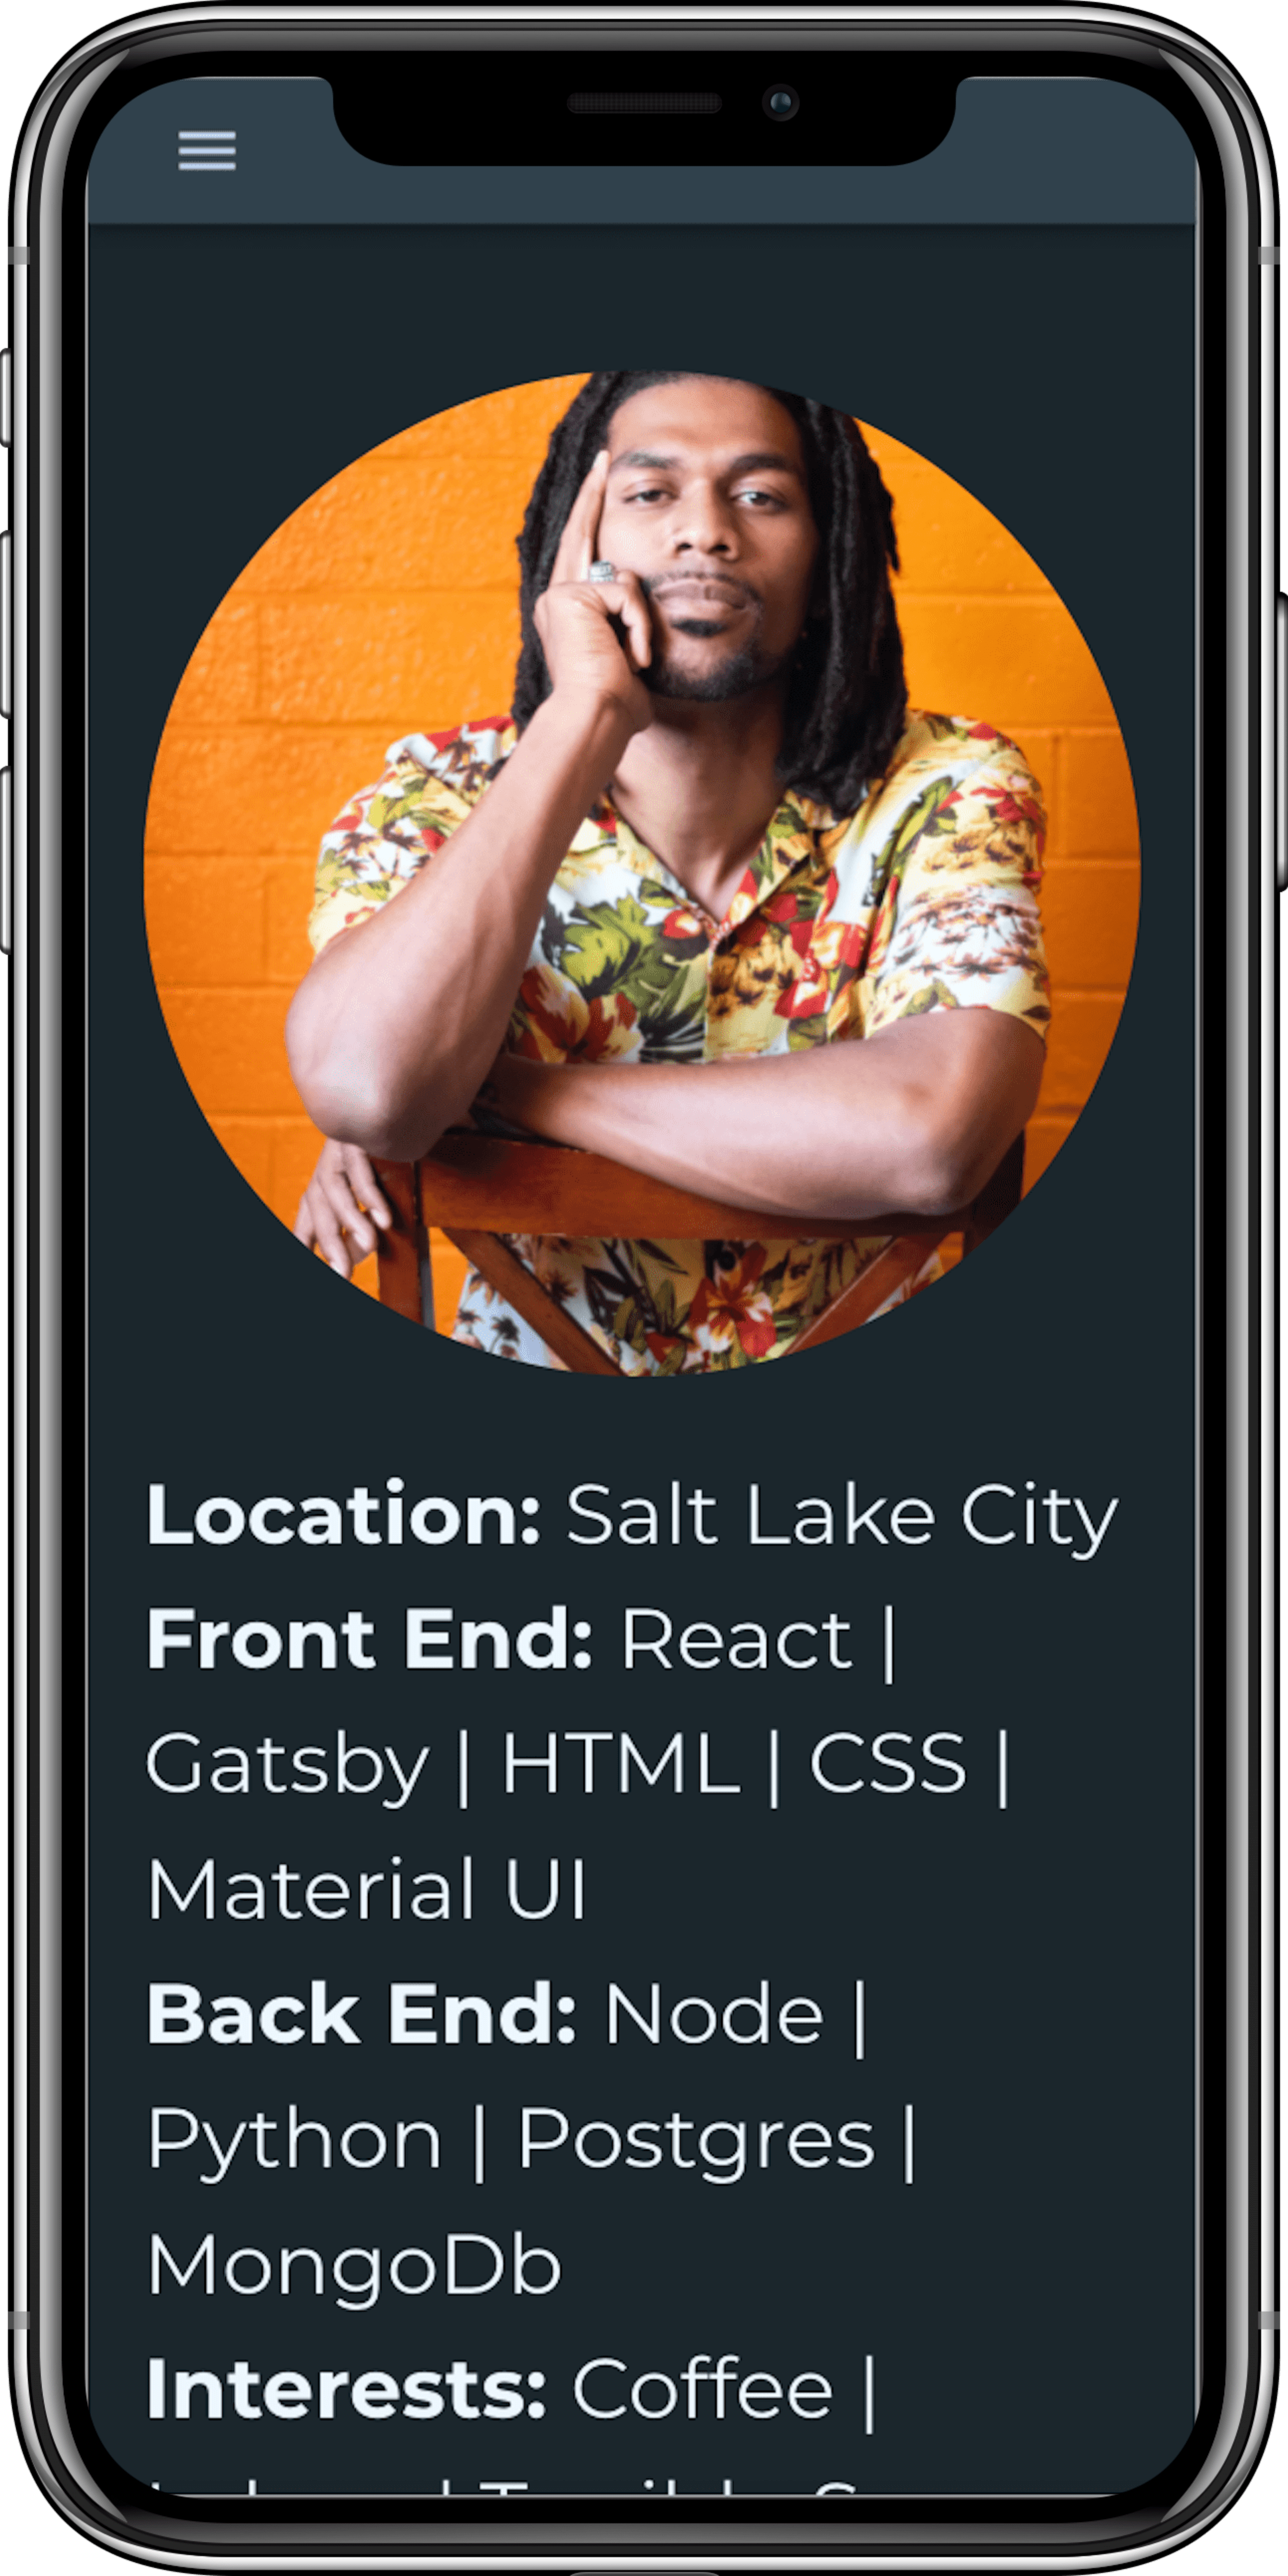 Location: Salt Lake City
Front End: React |
Gatsby | HTML | CSS |
Material UI
Back End: Node |
Python | Postgres |
MongoDb
Interests: Coffee |